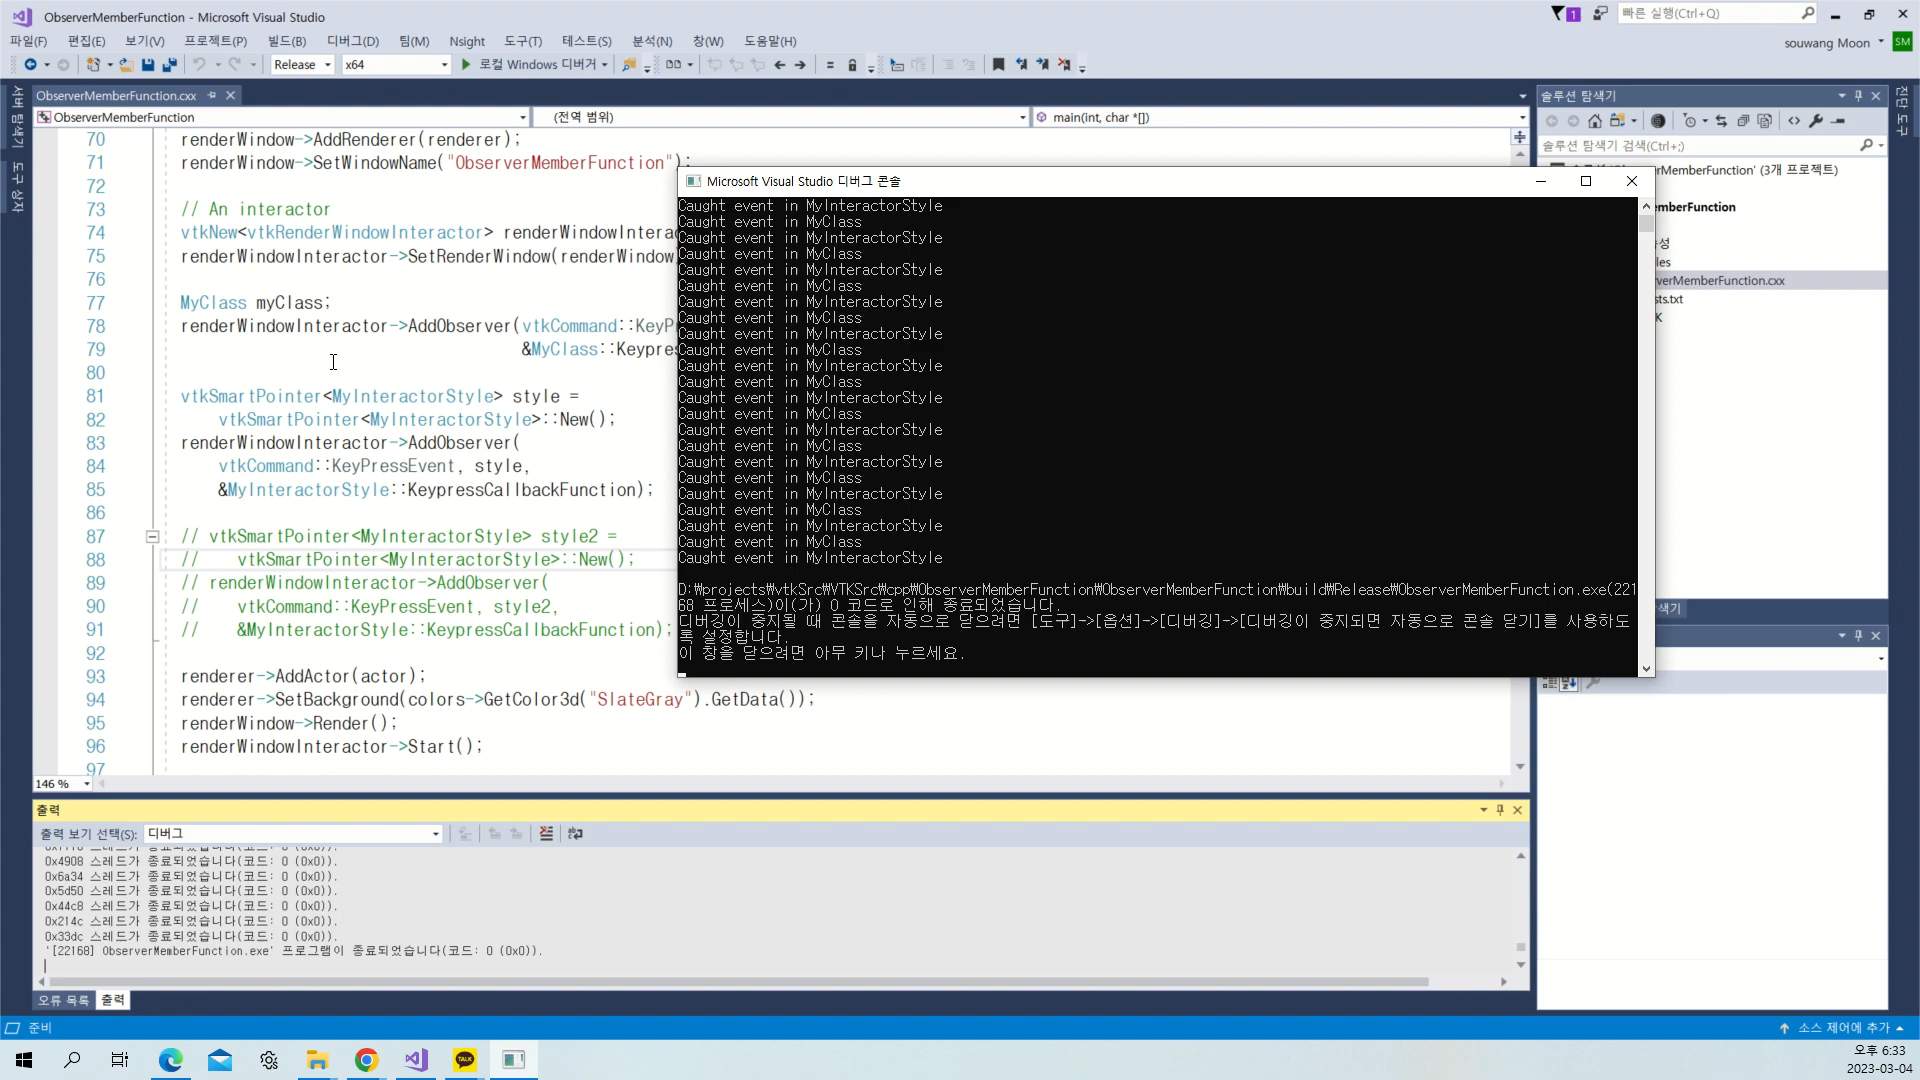 ObserverMemberFunction - Microsoft Visual Studio
1
빠른 실행(Ctrl+Q)
파일(F) 편집(E) 보기(V) 프로젝트(P) 빌드(B) 디버그(D) 팀(M) Nsight 도구(T) 테스트(S) 분석(N) 창(W) 도움말(H)
souwang Moon
SM
Release
x64
로컬 Windows 디버거
서버 탐색기
도구 상자
ObserverMemberFunction.cxx
ObserverMemberFunction
(전역 범위)
main(int, char *[])
70 renderWindow->AddRenderer(renderer);
71 renderWindow->SetWindowName("ObserverMemberFunction");
72
73 // An interactor
74 vtkNew<vtkRenderWindowInteractor> renderWindowInterac
75 renderWindowInteractor->SetRenderWindow(renderWindow
76
77 MyClass myClass;
78 renderWindowInteractor->AddObserver(vtkCommand::KeyP
79 &MyClass::Keypres
80
81 vtkSmartPointer<MyInteractorStyle> style =
82 vtkSmartPointer<MyInteractorStyle>::New();
83 renderWindowInteractor->AddObserver(
84 vtkCommand::KeyPressEvent, style,
85 &MyInteractorStyle::KeypressCallbackFunction);
86
87 // vtkSmartPointer<MyInteractorStyle> style2 =
88 // vtkSmartPointer<MyInteractorStyle>::New();
89 // renderWindowInteractor->AddObserver(
90 // vtkCommand::KeyPressEvent, style2,
91 // &MyInteractorStyle::KeypressCallbackFunction);
92
93 renderer->AddActor(actor);
94 renderer->SetBackground(colors->GetColor3d("SlateGray").GetData());
95 renderWindow->Render();
96 renderWindowInteractor->Start();
97
146 %
Microsoft Visual Studio 디버그 콘솔
Caught event in MyInteractorStyle
Caught event in MyClass
Caught event in MyInteractorStyle
Caught event in MyClass
Caught event in MyInteractorStyle
Caught event in MyClass
Caught event in MyInteractorStyle
Caught event in MyClass
Caught event in MyInteractorStyle
Caught event in MyClass
Caught event in MyInteractorStyle
Caught event in MyClass
Caught event in MyInteractorStyle
Caught event in MyClass
Caught event in MyInteractorStyle
Caught event in MyClass
Caught event in MyInteractorStyle
Caught event in MyClass
Caught event in MyInteractorStyle
Caught event in MyClass
Caught event in MyInteractorStyle
Caught event in MyClass
Caught event in MyInteractorStyle
D:₩projects₩vtkSrc₩VTKSrc₩cpp₩ObserverMemberFunction₩ObserverMemberFunction₩build₩Release₩ObserverMemberFunction.exe(221
68 프로세스)이(가) 0 코드로 인해 종료되었습니다.
디버깅이 중지될 때 콘솔을 자동으로 닫으려면 [도구]->[옵션]->[디버깅]->[디버깅이 중지되면 자동으로 콘솔 닫기]를 사용하도
록 설정합니다.
이 창을 닫으려면 아무 키나 누르세요.
솔루션 탐색기
솔루션 탐색기 검색(Ctrl+;)
rMemberFunction' (3개 프로젝트)
emberFunction
성
les
verMemberFunction.cxx
sts.txt
K
색기
진단 도구
출력
출력 보기 선택(S): 디버그
0x4908 스레드가 종료되었습니다(코드: 0 (0x0)).
0x6a34 스레드가 종료되었습니다(코드: 0 (0x0)).
0x5d50 스레드가 종료되었습니다(코드: 0 (0x0)).
0x44c8 스레드가 종료되었습니다(코드: 0 (0x0)).
0x214c 스레드가 종료되었습니다(코드: 0 (0x0)).
0x33dc 스레드가 종료되었습니다(코드: 0 (0x0)).
'[22168] ObserverMemberFunction.exe' 프로그램이 종료되었습니다(코드: 0 (0x0)).
오류 목록 출력
준비
소스 제어에 추가
TALK
오후 6:33
2023-03-04